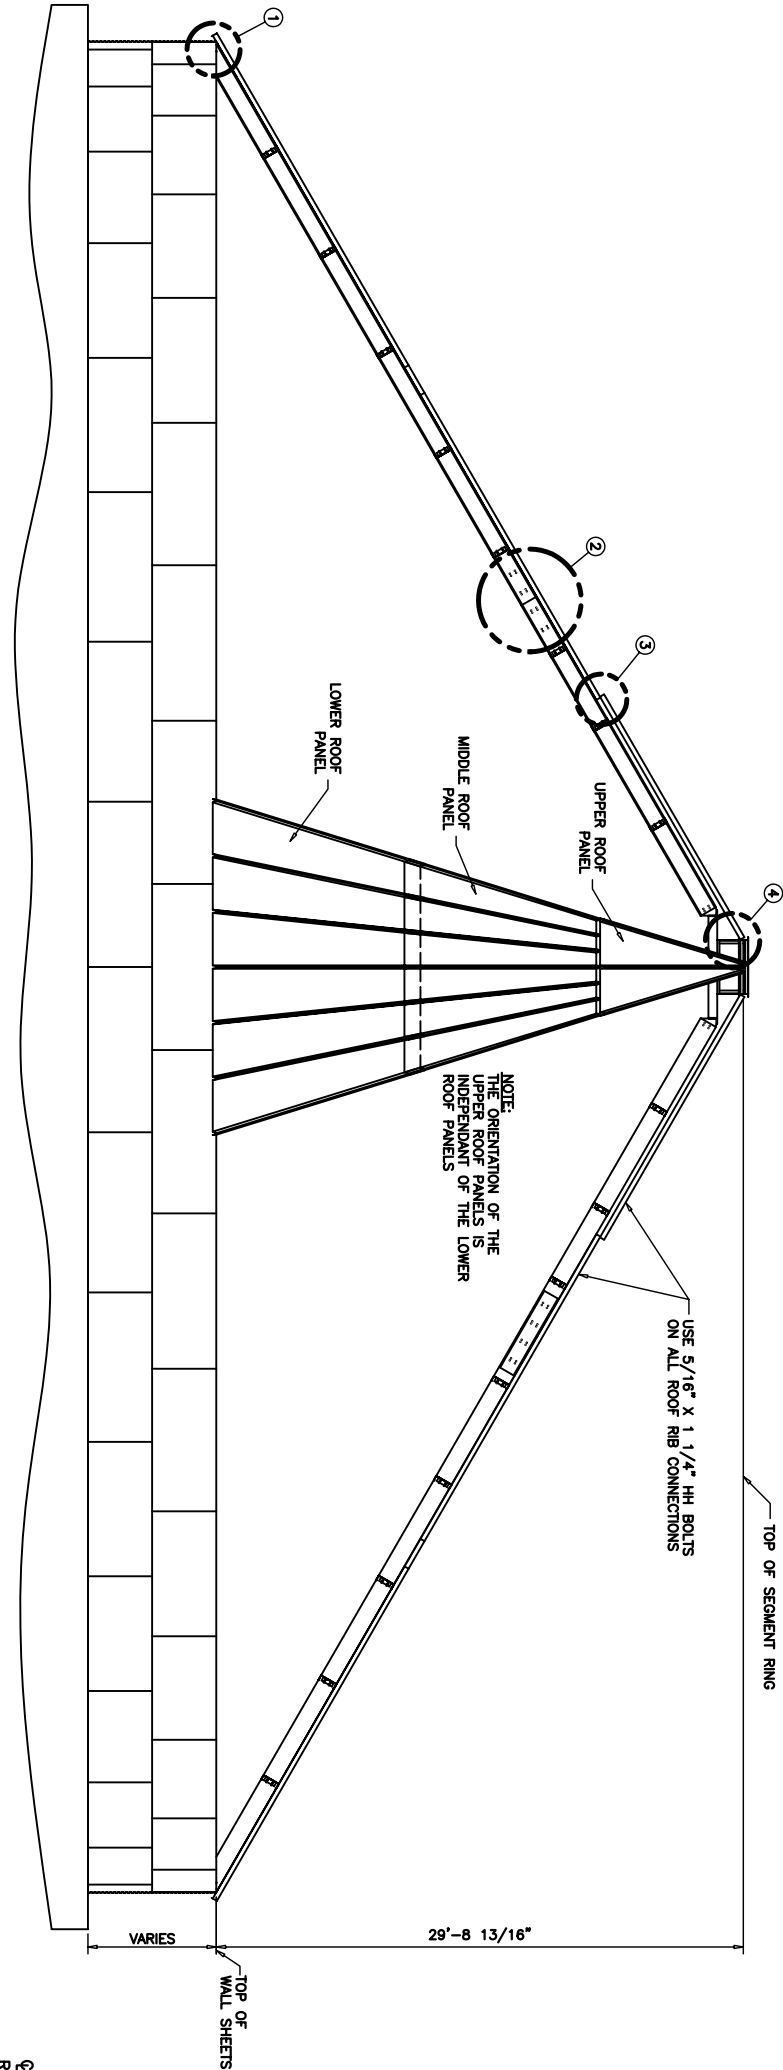 TOP OF SEGMENT RING
USE 5/16" X 1 1/4" HH BOLTS
ON ALL ROOF RIB CONNECTIONS
4
3
2
1
UPPER ROOF
PANEL
MIDDLE ROOF
PANEL
LOWER ROOF
PANEL
NOTE:
THE ORIENTATION OF THE
UPPER ROOF PANELS IS
INDEPENDANT OF THE LOWER
ROOF PANELS
29'-8 13/16"
VARIES
TOP OF
WALL SHEETS